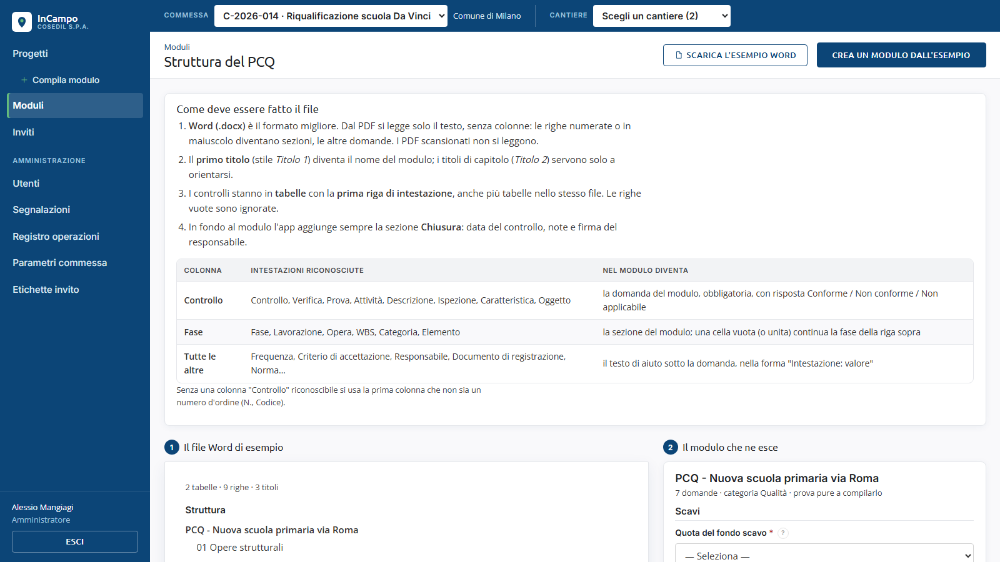 InCampo
COSEDIL S.P.A.
Progetti
+ Compila modulo
Moduli
Inviti
AMMINISTRAZIONE
Utenti
Segnalazioni
Registro operazioni
Parametri commessa
Etichette invito
Alessio Mangiagi
Amministratore
ESCI
COMMESSA
C-2026-014 · Riqualificazione scuola Da Vinci
Comune di Milano
CANTIERE
Scegli un cantiere (2)
Moduli
Struttura del PCQ
SCARICA L'ESEMPIO WORD
CREA UN MODULO DALL'ESEMPIO
Come deve essere fatto il file
1. Word (.docx) è il formato migliore. Dal PDF si legge solo il testo, senza colonne: le righe numerate o in
maiuscolo diventano sezioni, le altre domande. I PDF scansionati non si leggono.
2. Il primo titolo (stile Titolo 1) diventa il nome del modulo; i titoli di capitolo (Titolo 2) servono solo a
orientarsi.
3. I controlli stanno in tabelle con la prima riga di intestazione, anche più tabelle nello stesso file. Le righe
vuote sono ignorate.
4. In fondo al modulo l'app aggiunge sempre la sezione Chiusura: data del controllo, note e firma del
responsabile.
COLONNA INTESTAZIONI RICONOSCIUTE NEL MODULO DIVENTA
Controllo Controllo, Verifica, Prova, Attività, Descrizione, Ispezione, Caratteristica, Oggetto la domanda del modulo, obbligatoria, con risposta Conforme / Non conforme / Non
applicabile
Fase Fase, Lavorazione, Opera, WBS, Categoria, Elemento la sezione del modulo; una cella vuota (o unita) continua la fase della riga sopra
Tutte le
altre
Frequenza, Criterio di accettazione, Responsabile, Documento di registrazione,
Norma...
il testo di aiuto sotto la domanda, nella forma "Intestazione: valore"
Senza una colonna "Controllo" riconoscibile si usa la prima colonna che non sia un
numero d'ordine (N., Codice).
1 Il file Word di esempio
2 tabelle · 9 righe · 3 titoli
Struttura
PCQ - Nuova scuola primaria via Roma
01 Opere strutturali
2 Il modulo che ne esce
PCQ - Nuova scuola primaria via Roma
7 domande · categoria Qualità · prova pure a compilarlo
Scavi
Quota del fondo scavo * ?
— Seleziona —